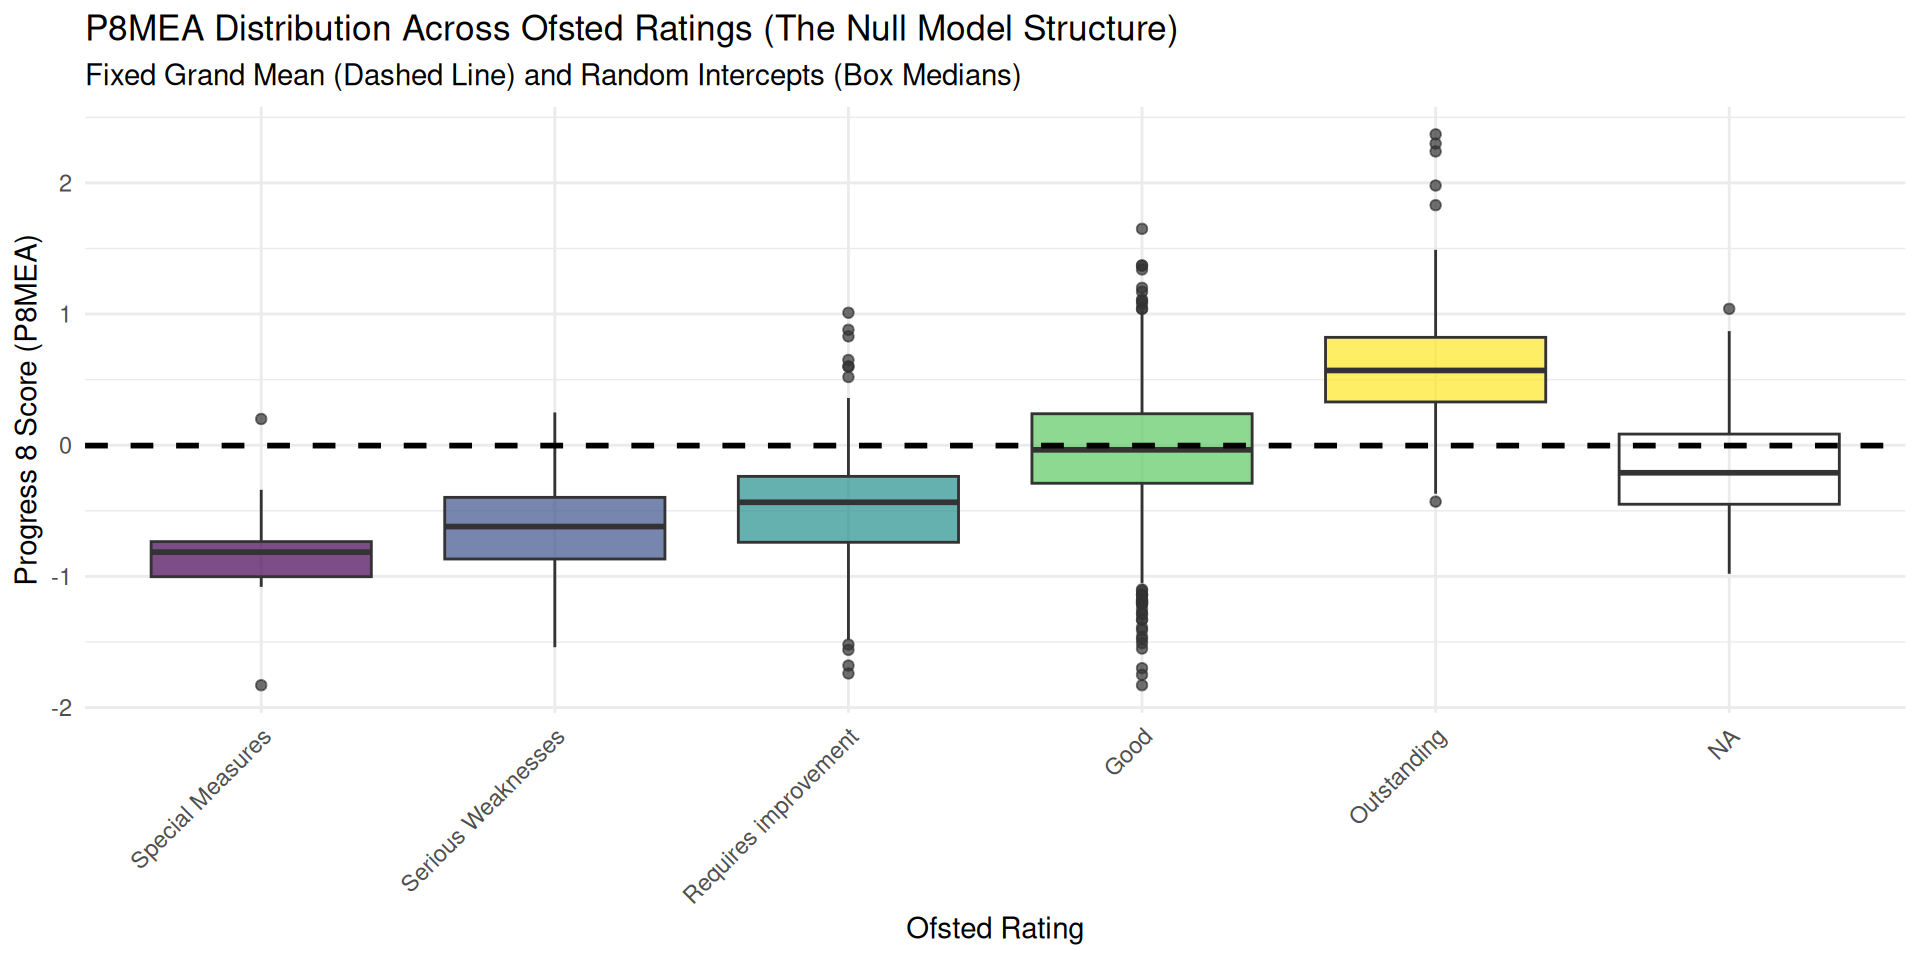 P8MEA Distribution Across Ofsted Ratings (The Null Model Structure)
Fixed Grand Mean (Dashed Line) and Random Intercepts (Box Medians)
Progress 8 Score (P8MEA)
2
1
0
-1
-2
Special Measures
Serious Weaknesses
Requires improvement
Good
Outstanding
NA
Ofsted Rating